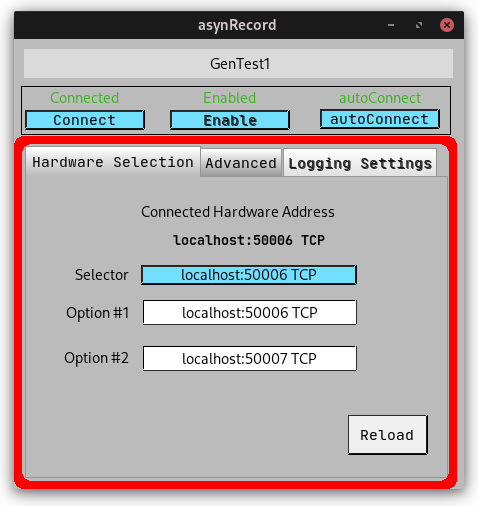 asynRecord
GenTest1
Connected Enabled autoConnect
Connect Enable autoConnect
Hardware Selection Advanced Logging Settings
Connected Hardware Address
localhost:50006 TCP
Selector localhost:50006 TCP
Option #1 localhost:50006 TCP
Option #2 localhost:50007 TCP
Reload